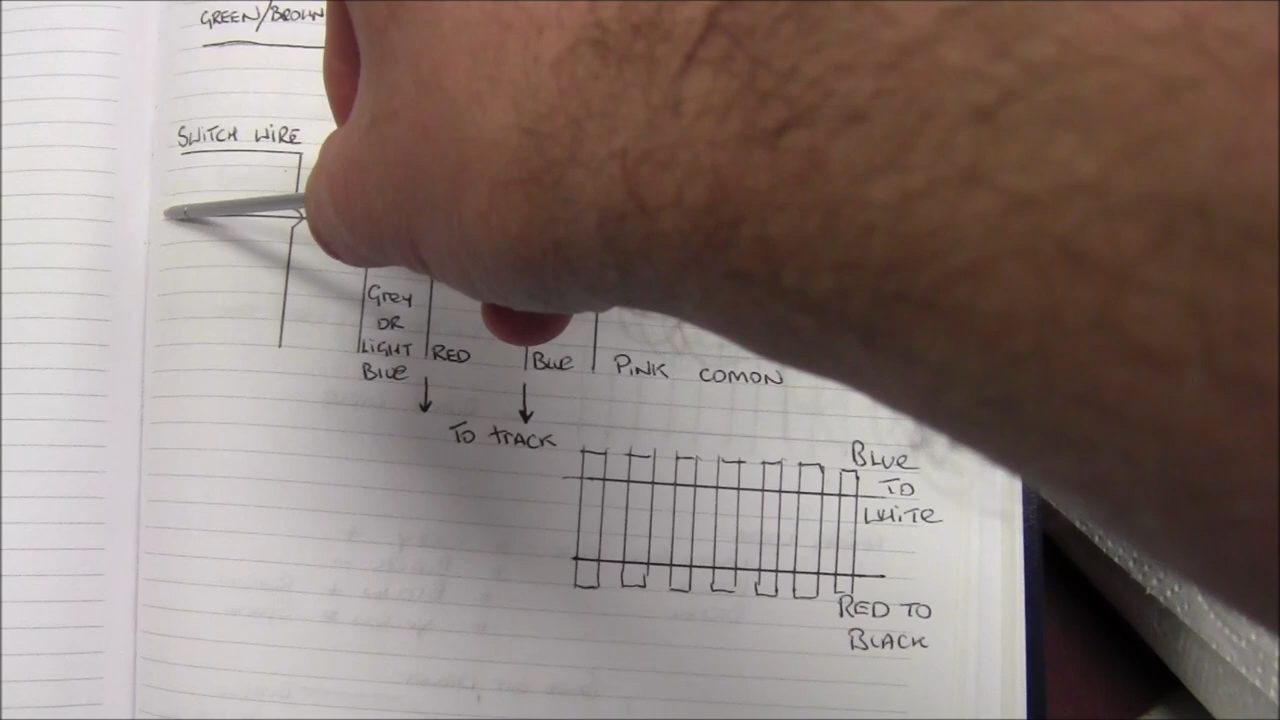 GREEN/BROWN
SWITCH WIRE
Grey
OR
LIGHT
BLUE
RED
BLUE
PINK COMON
TO TRACK
BLUE
TO
WHITE
RED TO
BLACK